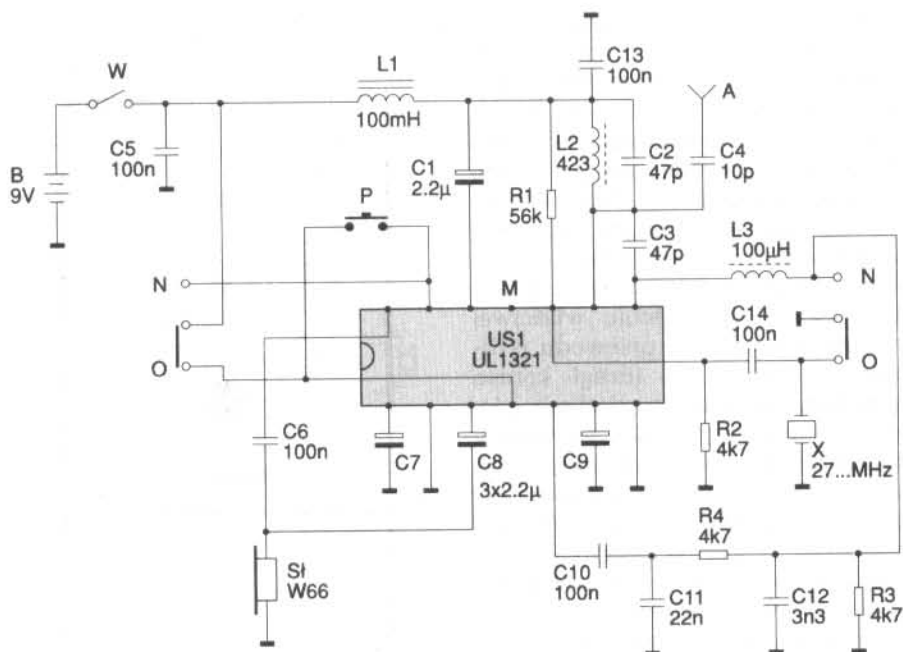 C13
100n
W
L1
A
100mH
L2
423
C5
100n
C2
47p
C4
10p
B
9V
C1
2.2µ
P
R1
56k
C3
47p
L3
100µH
N
M
N
C14
100n
US1
UL1321
O
O
C6
100n
R2
4k7
X
27...MHz
C7
C8
C9
3x2.2µ
R4
4k7
Sł
W66
C10
100n
C11
22n
C12
3n3
R3
4k7